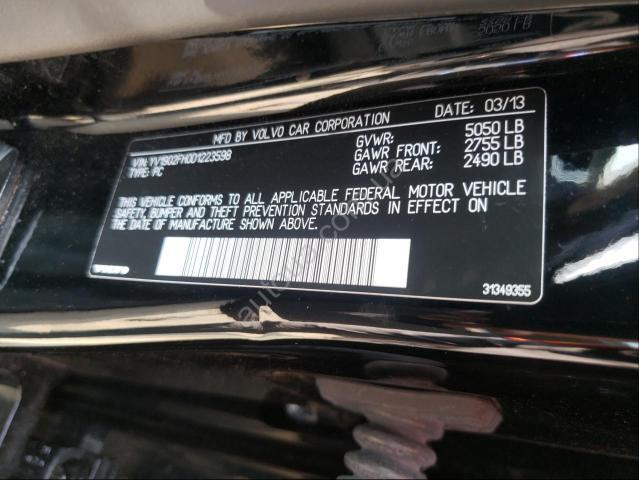 MFD BY VOLVO CAR CORPORATION DATE: 03/13
VIN: YV1902FH0D1223598
TYPE: PC
GVWR: 5050 LB
GAWR FRONT: 2755 LB
GAWR REAR: 2490 LB
THIS VEHICLE CONFORMS TO ALL APPLICABLE FEDERAL MOTOR VEHICLE
SAFETY, BUMPER AND THEFT PREVENTION STANDARDS IN EFFECT ON
THE DATE OF MANUFACTURE SHOWN ABOVE.
VOLVO
31349355